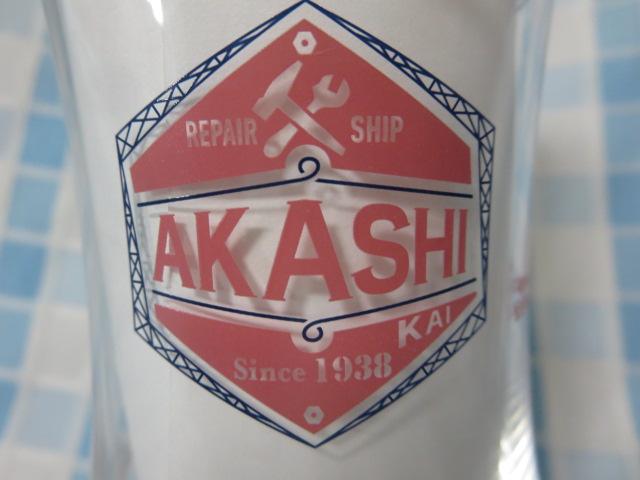 REPAIR SHIP
AKASHI
KAI
Since 1938